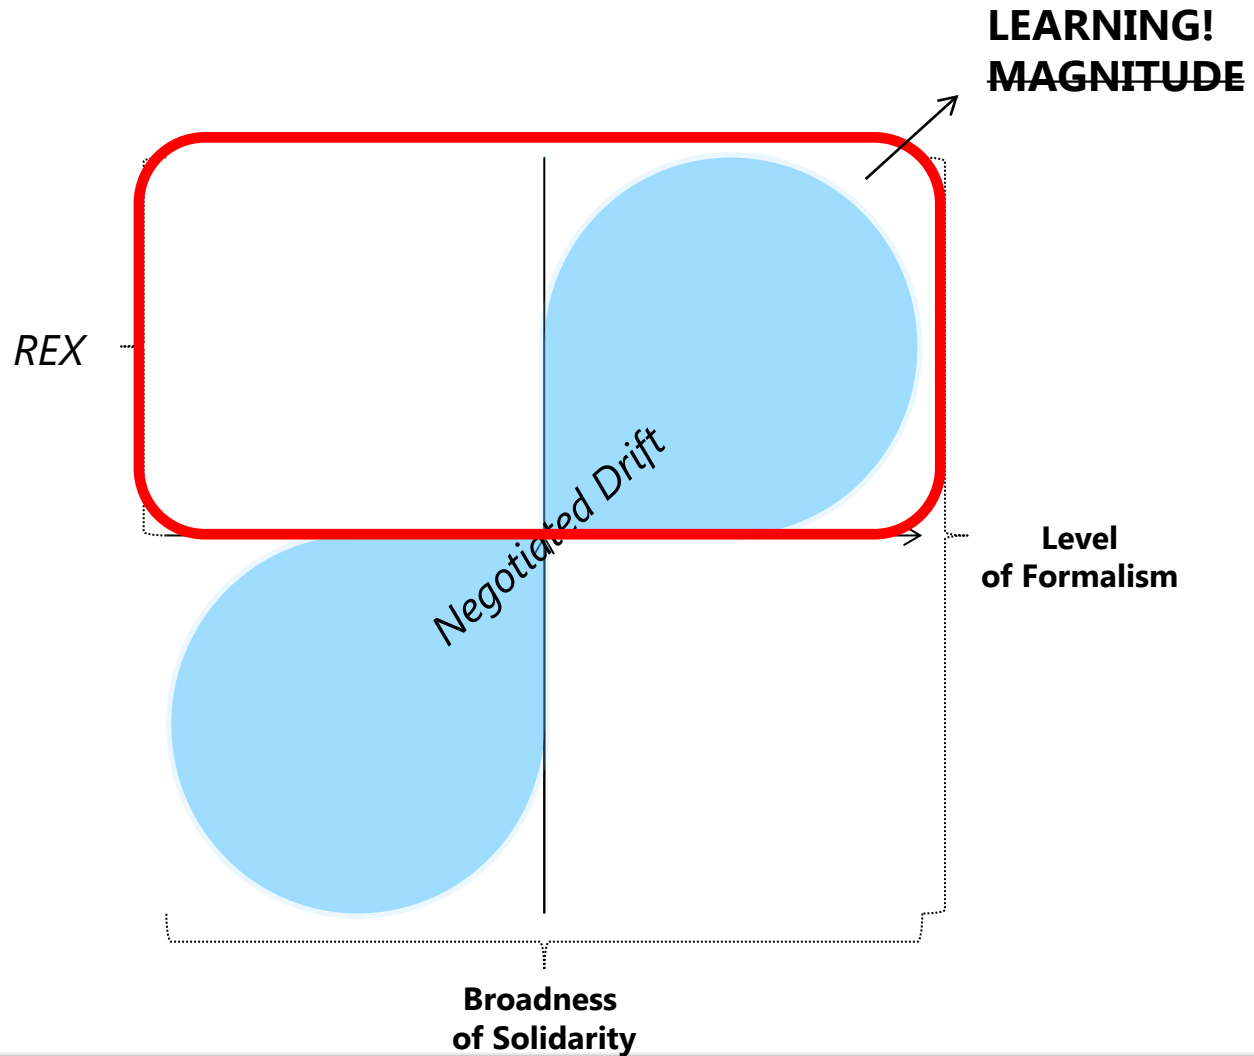 LEARNING!
MAGNITUDE
REX
Negotiated Drift
Level
of Formalism
Broadness
of Solidarity